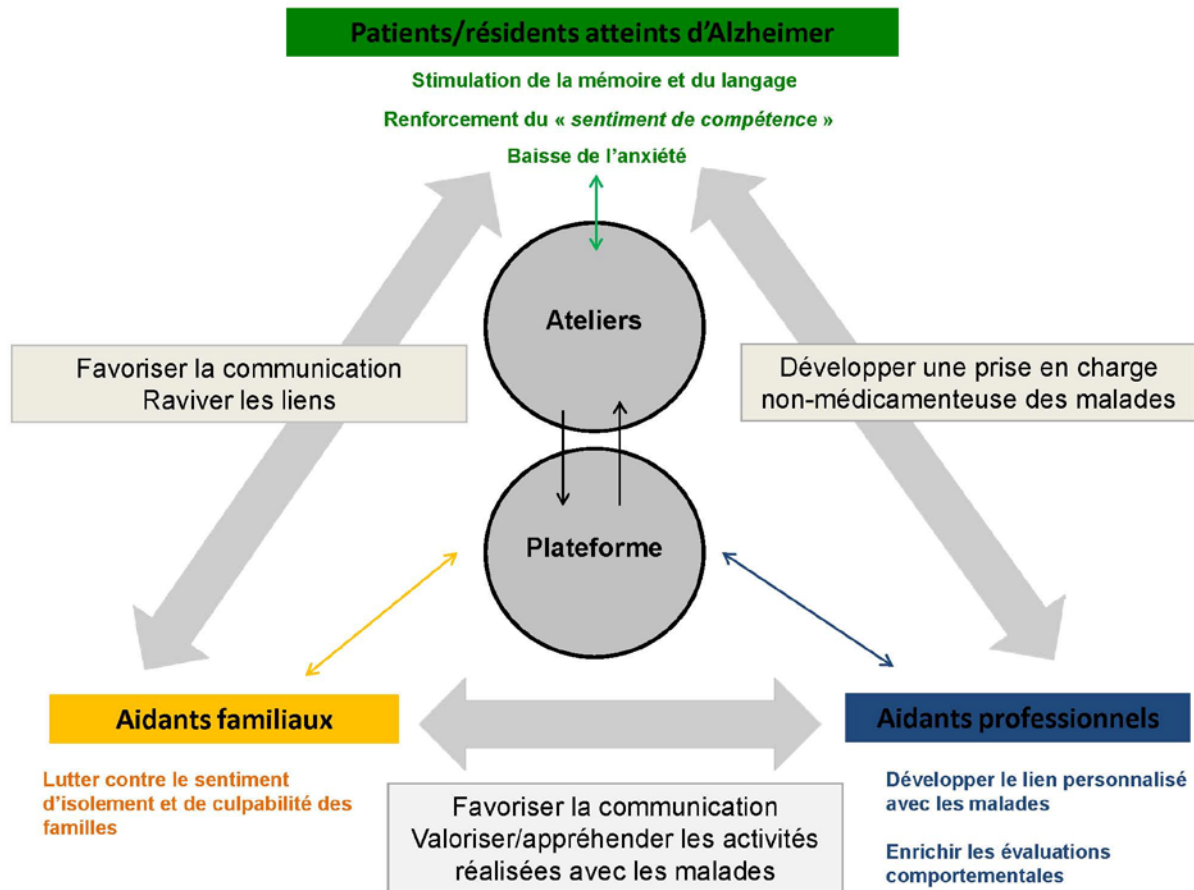 Patients/résidents atteints d'Alzheimer
Stimulation de la mémoire et du langage
Renforcement du « sentiment de compétence »
Baisse de l'anxiété
Ateliers
Favoriser la communication
Raviver les liens
Développer une prise en charge
non-médicamenteuse des malades
Plateforme
Aidants familiaux
Aidants professionnels
Lutter contre le sentiment
d'isolement et de culpabilité des
familles
Favoriser la communication
Valoriser/appréhender les activités
réalisées avec les malades
Développer le lien personnalisé
avec les malades
Enrichir les évaluations
comportementales